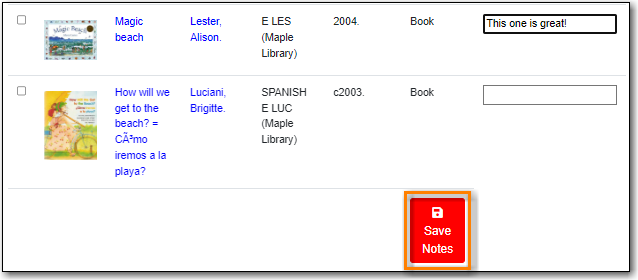 Magic Lester, E LES 2004. Book This one is great!
beach Alison. (Maple
Library)
Magic Beach
How will we Luciani, SPANISH c2003. Book
get to the Brigitte. E LUC
beach? = (Maple
CÃ³mo Library)
iremos a la
playa?
Save
Notes